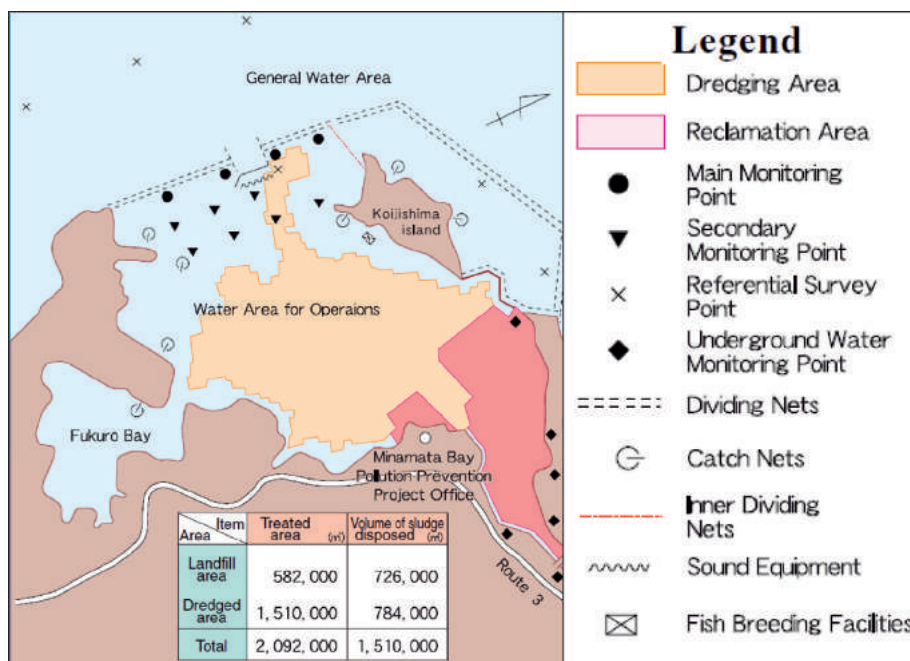 General Water Area
Koijishima
island
Water Area for Operaions
Fukuro Bay
Minamata Bay
Pollution Prevention
Project Office
Route 3
Item
Area
Treated
area (㎡)
Volume of sludge
disposed (㎥)
Landfill
area
582, 000
726, 000
Dredged
area
1, 510, 000
784, 000
Total
2, 092, 000
1, 510, 000
Legend
Dredging Area
Reclamation Area
Main Monitoring
Point
Secondary
Monitoring Point
Referential Survey
Point
Underground Water
Monitoring Point
Dividing Nets
Catch Nets
Inner Dividing
Nets
Sound Equipment
Fish Breeding Facilities